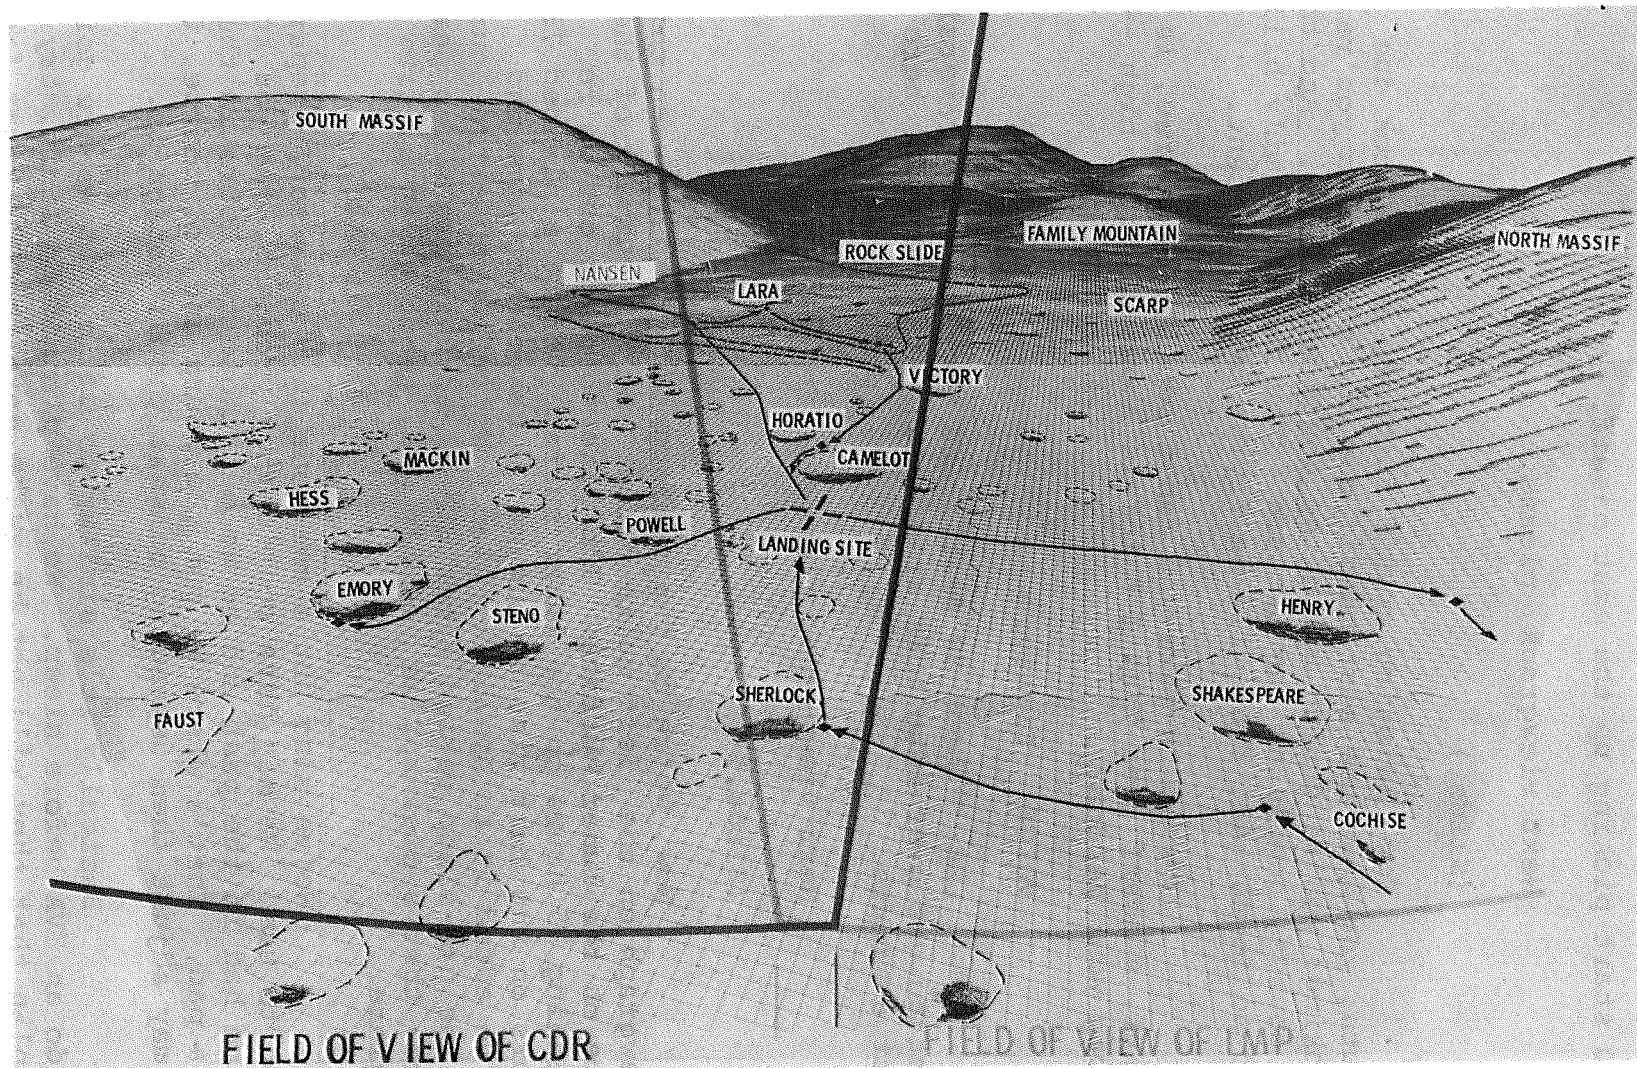 SOUTH MASSIF
FAMILY MOUNTAIN
NORTH MASSIF
ROCK SLIDE
NANSEN
LARA
SCARP
VICTORY
HORATIO
CAMELOT
MACKIN
HESS
POWELL
LANDING SITE
EMORY
STENO
HENRY
SHERLOCK
SHAKESPEARE
FAUST
COCHISE
FIELD OF VIEW OF CDR
FIELD OF VIEW OF LMP